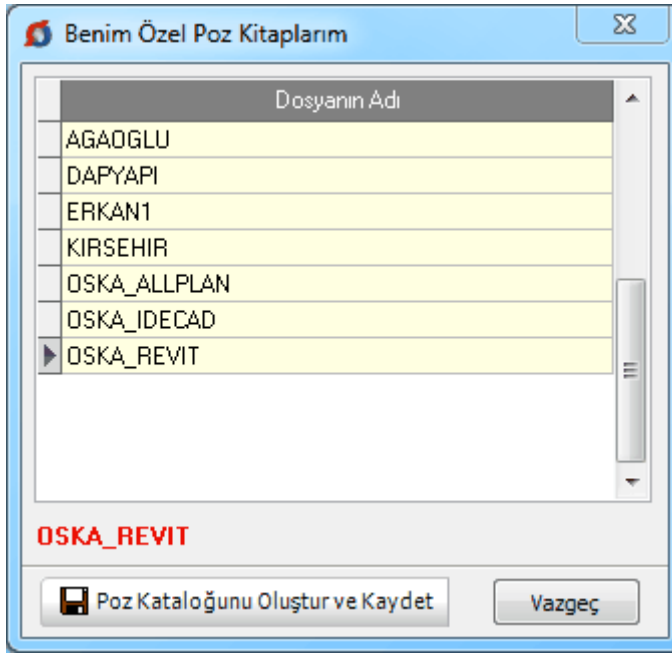 Benim Özel Poz Kitaplarım
Dosyanın Adı
AGAOGLU
DAPYAPI
ERKAN1
KIRSEHIR
OSKA_ALLPLAN
OSKA_IDECAD
OSKA_REVIT
OSKA_REVIT
Poz Kataloğunu Oluştur ve Kaydet
Vazgeç